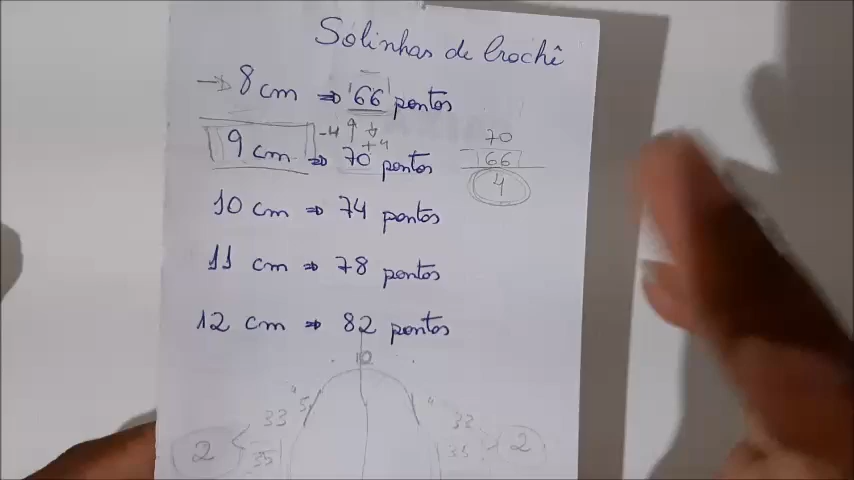 Solinhas de Crochê
→ 8 cm ⇒ 66 pontos
-4 ↑ ↓ +4
9 cm ⇒ 70 pontos
70
- 66
4
10 cm ⇒ 74 pontos
11 cm ⇒ 78 pontos
12 cm ⇒ 82 pontos
10
33 5 33
2 35 35 2